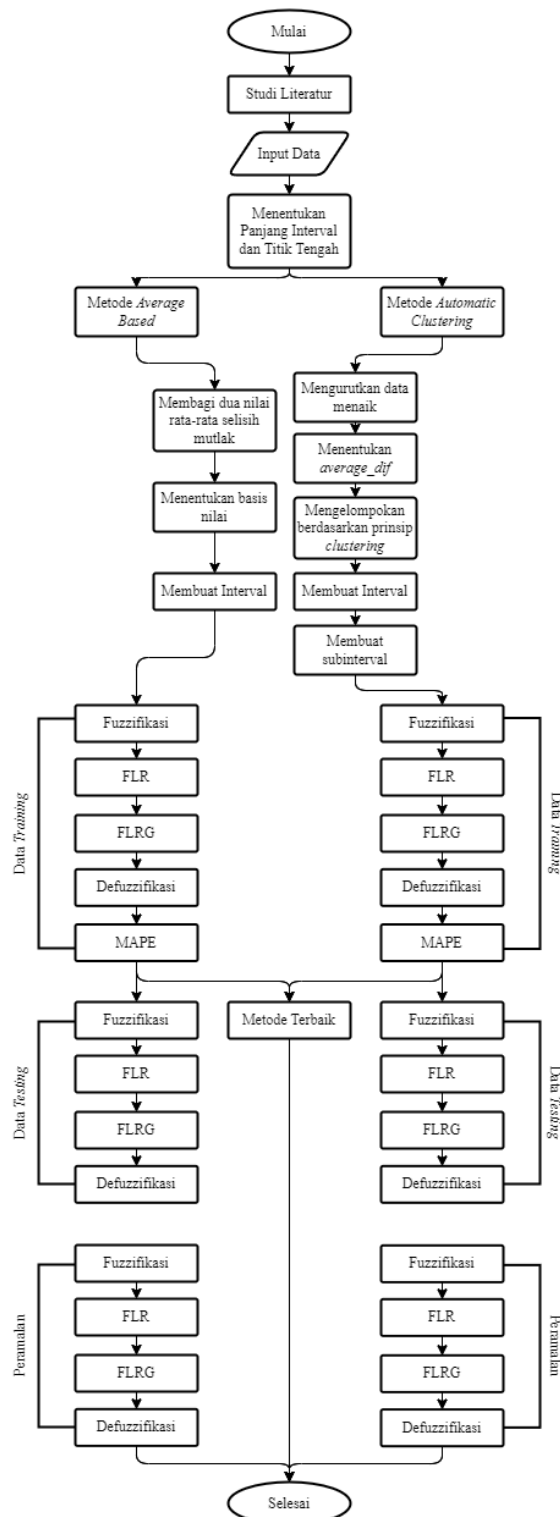 Mulai
Studi Literatur
Input Data
Menentukan
Panjang Interval
dan Titik Tengah
Metode Average
Based
Membagi dua nilai
rata-rata selisih
mutlak
Menentukan basis
nilai
Membuat Interval
Metode Automatic
Clustering
Mengurutkan data
menaik
Menentukan
average_dif
Mengelompokan
berdasarkan prinsip
clustering
Membuat Interval
Membuat
subinterval
Data Training
Fuzzifikasi
FLR
FLRG
Defuzzifikasi
MAPE
Fuzzifikasi
FLR
FLRG
Defuzzifikasi
MAPE
Data Training
Metode Terbaik
Data Testing
Fuzzifikasi
FLR
FLRG
Defuzzifikasi
Fuzzifikasi
FLR
FLRG
Defuzzifikasi
Data Testing
Peramalan
Fuzzifikasi
FLR
FLRG
Defuzzifikasi
Fuzzifikasi
FLR
FLRG
Defuzzifikasi
Peramalan
Selesai